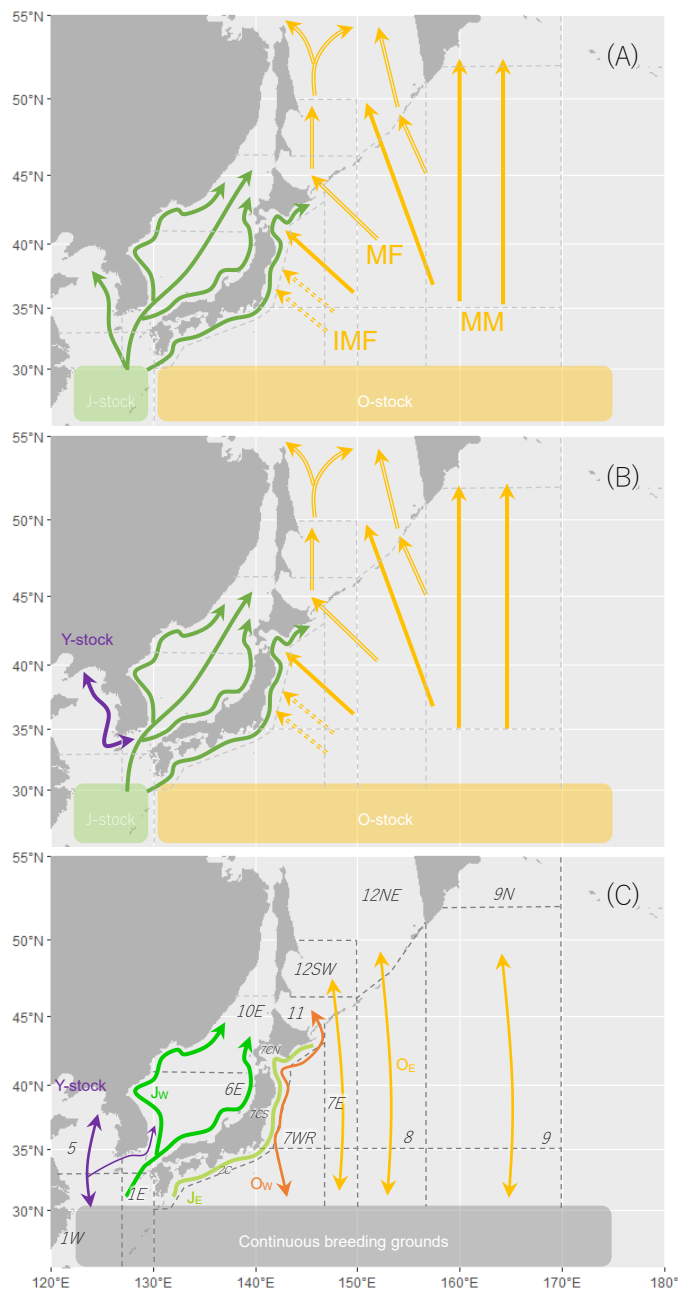 55°N
(A)
50°N
45°N
40°N
MF
35°N
MM
IMF
30°N
J-stock
O-stock
55°N
(B)
50°N
45°N
Y-stock
40°N
35°N
30°N
J-stock
O-stock
55°N
12NE
9N
(C)
50°N
12SW
45°N
10E
11
7CN
40°N
Y-stock
JW
6E
OE
7CS
7E
5
7WR
8
9
35°N
2C
OW
1E
JE
30°N
1W
Continuous breeding grounds
120°E
130°E
140°E
150°E
160°E
170°E
180°